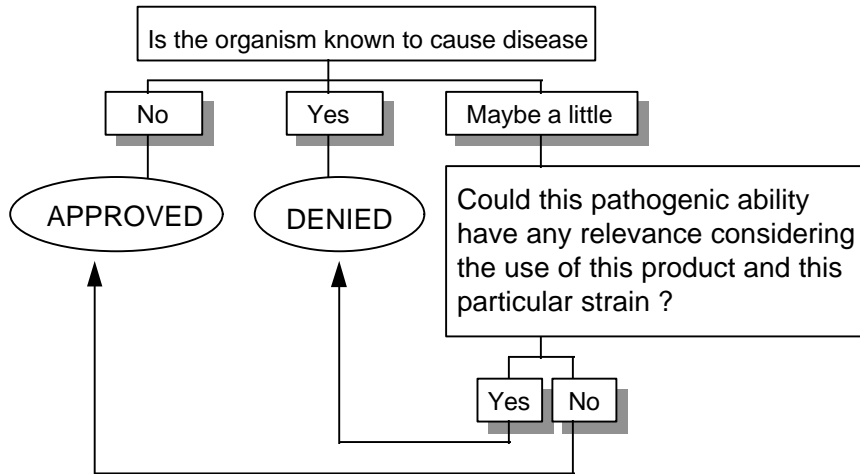 Is the organism known to cause disease
No
Yes
Maybe a little
APPROVED
DENIED
Could this pathogenic ability
have any relevance considering
the use of this product and this
particular strain ?
Yes
No